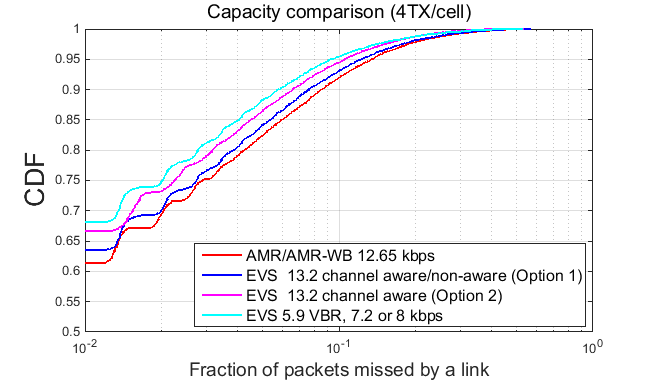 Capacity comparison (4TX/cell)
1
0.95
0.9
0.85
0.8
0.75
0.7
0.65
0.6
0.55
0.5
CDF
AMR/AMR-WB 12.65 kbps
EVS  13.2 channel aware/non-aware (Option 1)
EVS  13.2 channel aware (Option 2)
EVS 5.9 VBR, 7.2 or 8 kbps
10^-2
10^-1
10^0
Fraction of packets missed by a link